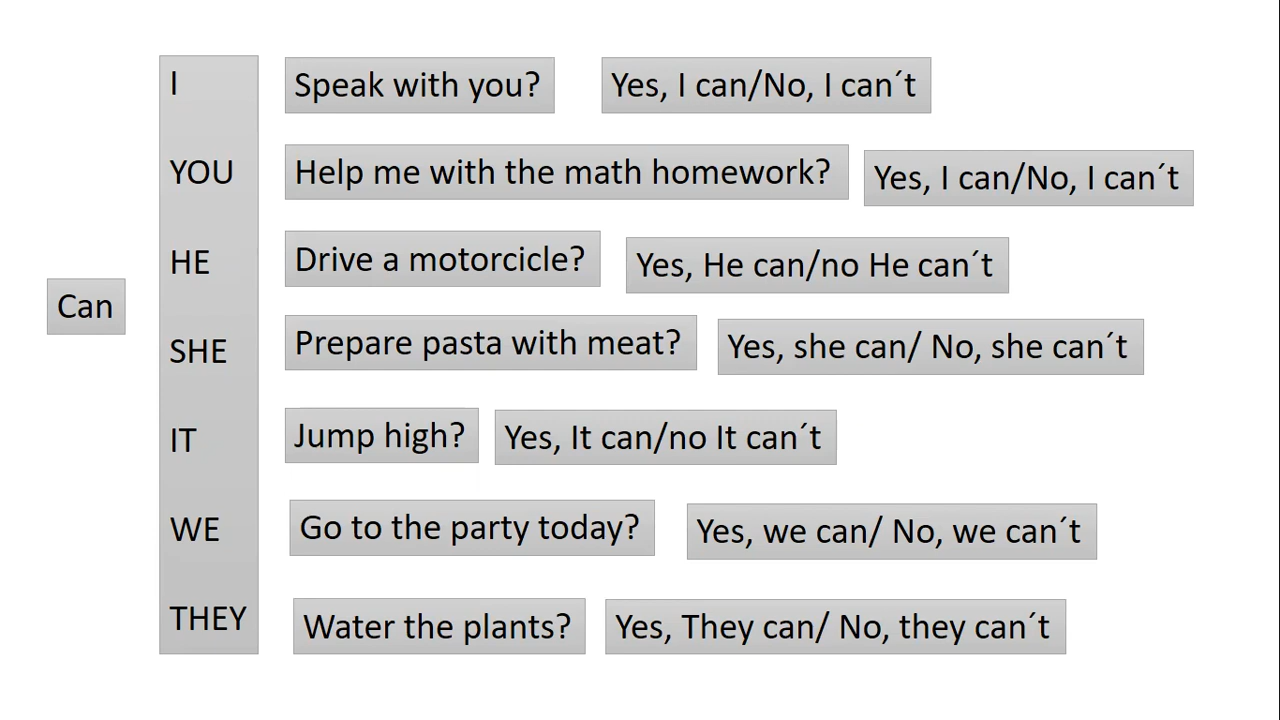 I Speak with you? Yes, I can/No, I can´t
YOU Help me with the math homework? Yes, I can/No, I can´t
HE Drive a motorcicle? Yes, He can/no He can´t
Can
SHE Prepare pasta with meat? Yes, she can/ No, she can´t
IT Jump high? Yes, It can/no It can´t
WE Go to the party today? Yes, we can/ No, we can´t
THEY Water the plants? Yes, They can/ No, they can´t